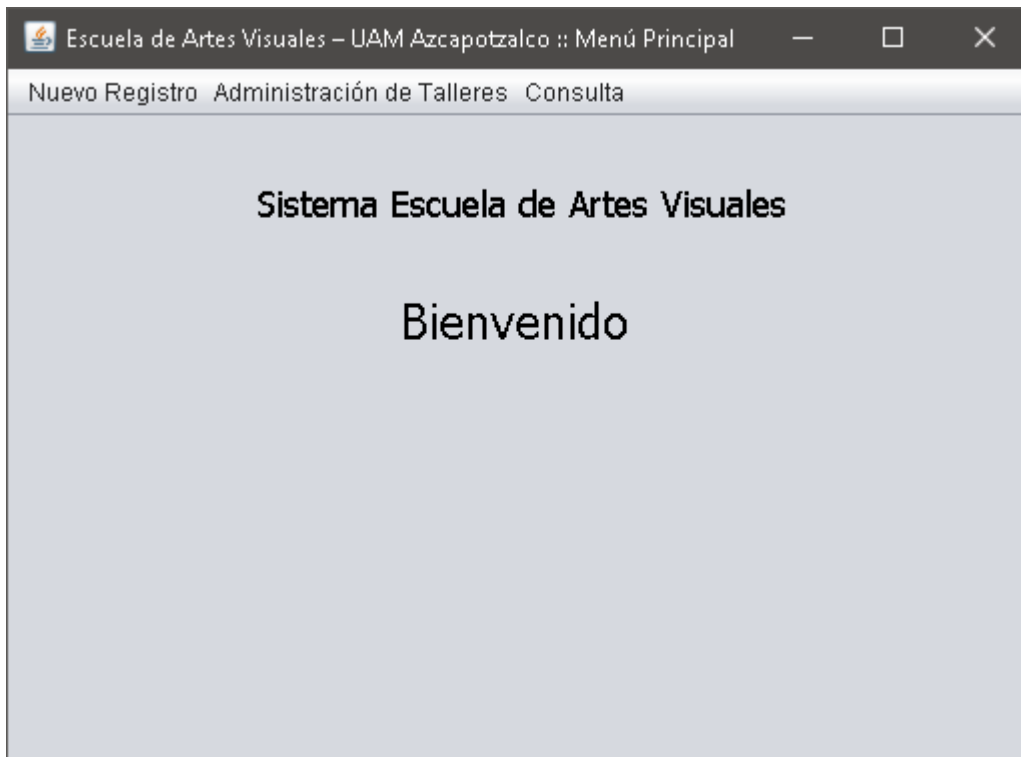 Escuela de Artes Visuales – UAM Azcapotzalco :: Menú Principal
Nuevo Registro Administración de Talleres Consulta
Sistema Escuela de Artes Visuales
Bienvenido